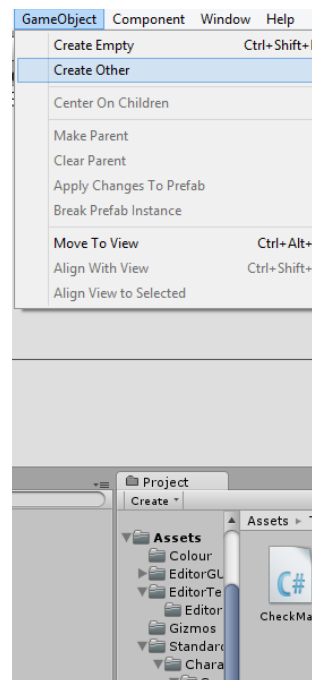 GameObject Component Window Help
Create Empty Ctrl+Shift+
Create Other
Center On Children
Make Parent
Clear Parent
Apply Changes To Prefab
Break Prefab Instance
Move To View Ctrl+Alt+
Align With View Ctrl+Shift+
Align View to Selected
Project
Create
Assets
Assets
Colour
EditorGU
EditorTe
Editor
Gizmos
Standard
Chara
C#
CheckMa